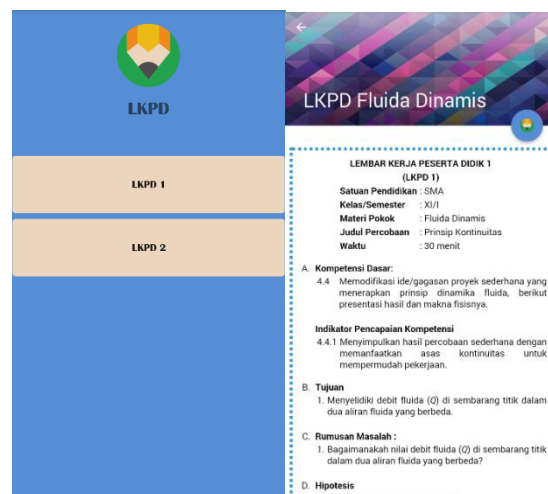 LKPD
LKPD 1
LKPD 2
LKPD Fluida Dinamis
LEMBAR KERJA PESERTA DIDIK 1
(LKPD 1)
Satuan Pendidikan : SMA
Kelas/Semester : XI/I
Materi Pokok : Fluida Dinamis
Judul Percobaan : Prinsip Kontinuitas
Waktu : 30 menit
A. Kompetensi Dasar:
4.4 Memodifikasi ide/gagasan proyek sederhana yang
menerapkan prinsip dinamika fluida, berikut
presentasi hasil dan makna fisisnya.
Indikator Pencapaian Kompetensi
4.4.1 Menyimpulkan hasil percobaan sederhana dengan
memanfaatkan asas kontinuitas untuk
mempermudah pekerjaan.
B. Tujuan
1. Menyelidiki debit fluida (Q) di sembarang titik dalam
dua aliran fluida yang berbeda.
C. Rumusan Masalah :
1. Bagaimanakah nilai debit fluida (Q) di sembarang titik
dalam dua aliran fluida yang berbeda?
D. Hipotesis